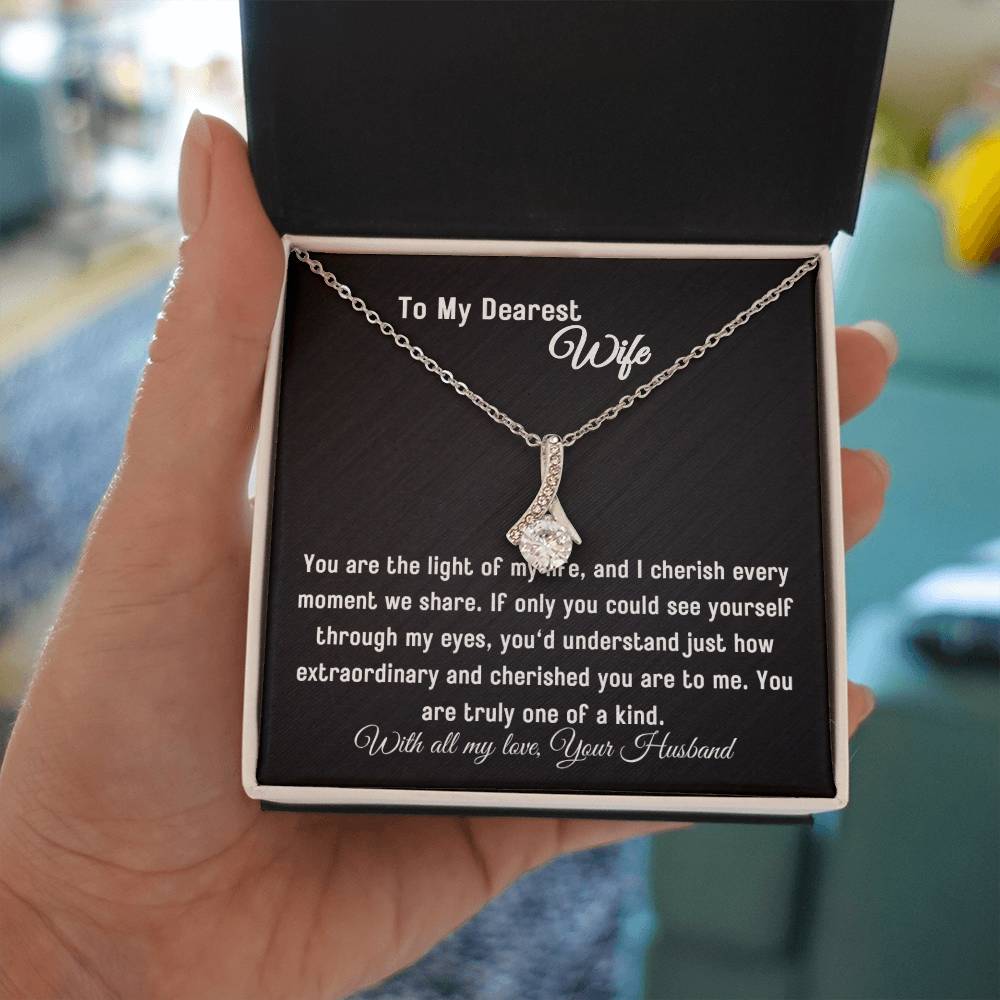 To My Dearest
Wife
You are the light of my life, and I cherish every
moment we share. If only you could see yourself
through my eyes, you‘d understand just how
extraordinary and cherished you are to me. You
are truly one of a kind.
With all my love, Your Husband